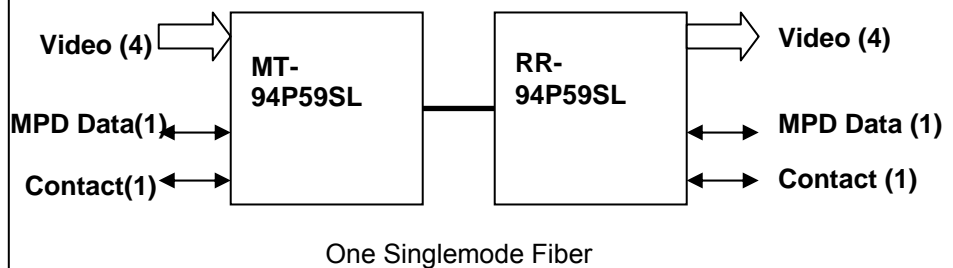 Video (4)
MPD Data(1)
Contact(1)
MT-
94P59SL
RR-
94P59SL
Video (4)
MPD Data (1)
Contact (1)
One Singlemode Fiber